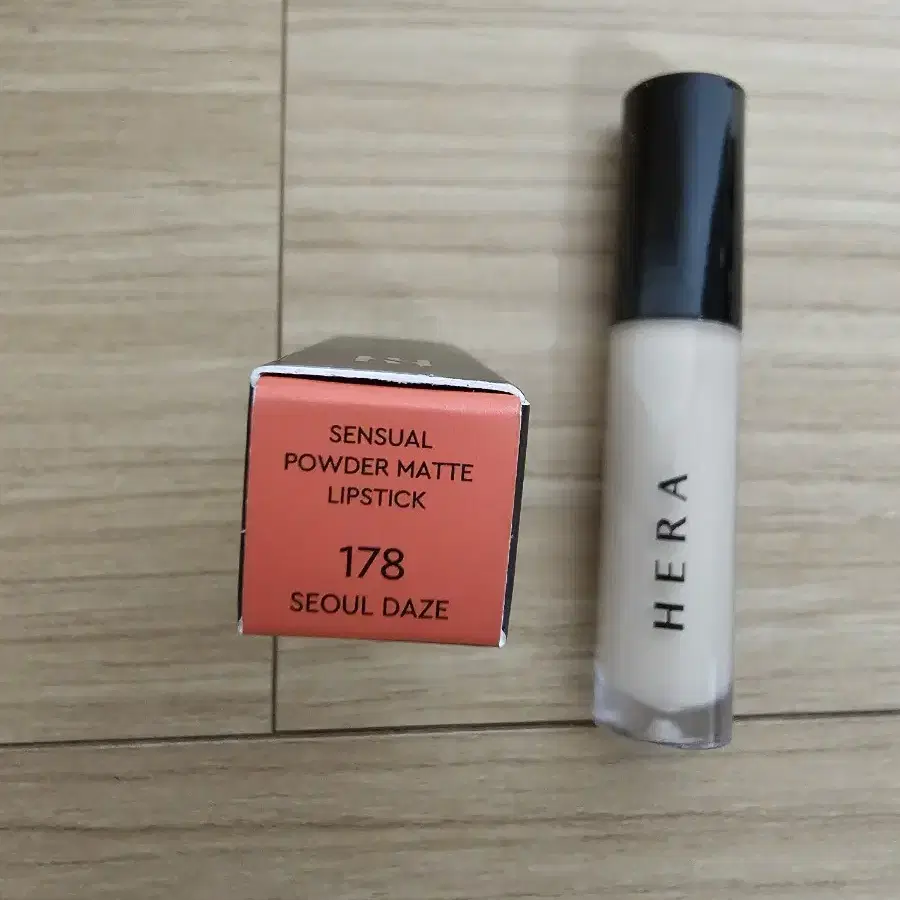 SENSUAL
POWDER MATTE
LIPSTICK
178
SEOUL DAZE
HERA